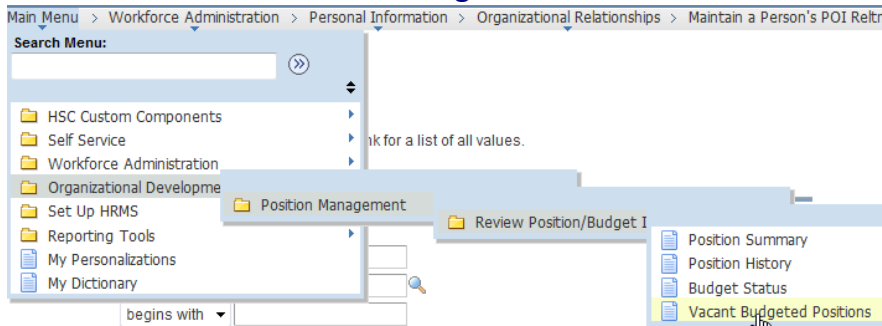 Main Menu > Workforce Administration > Personal Information > Organizational Relationships > Maintain a Person's POI Reltn
Search Menu:
HSC Custom Components
Self Service
nk for a list of all values.
Workforce Administration
Organizational Developme
Set Up HRMS
Position Management
Review Position/Budget I
Reporting Tools
Position Summary
My Personalizations
Position History
My Dictionary
Budget Status
begins with
Vacant Budgeted Positions